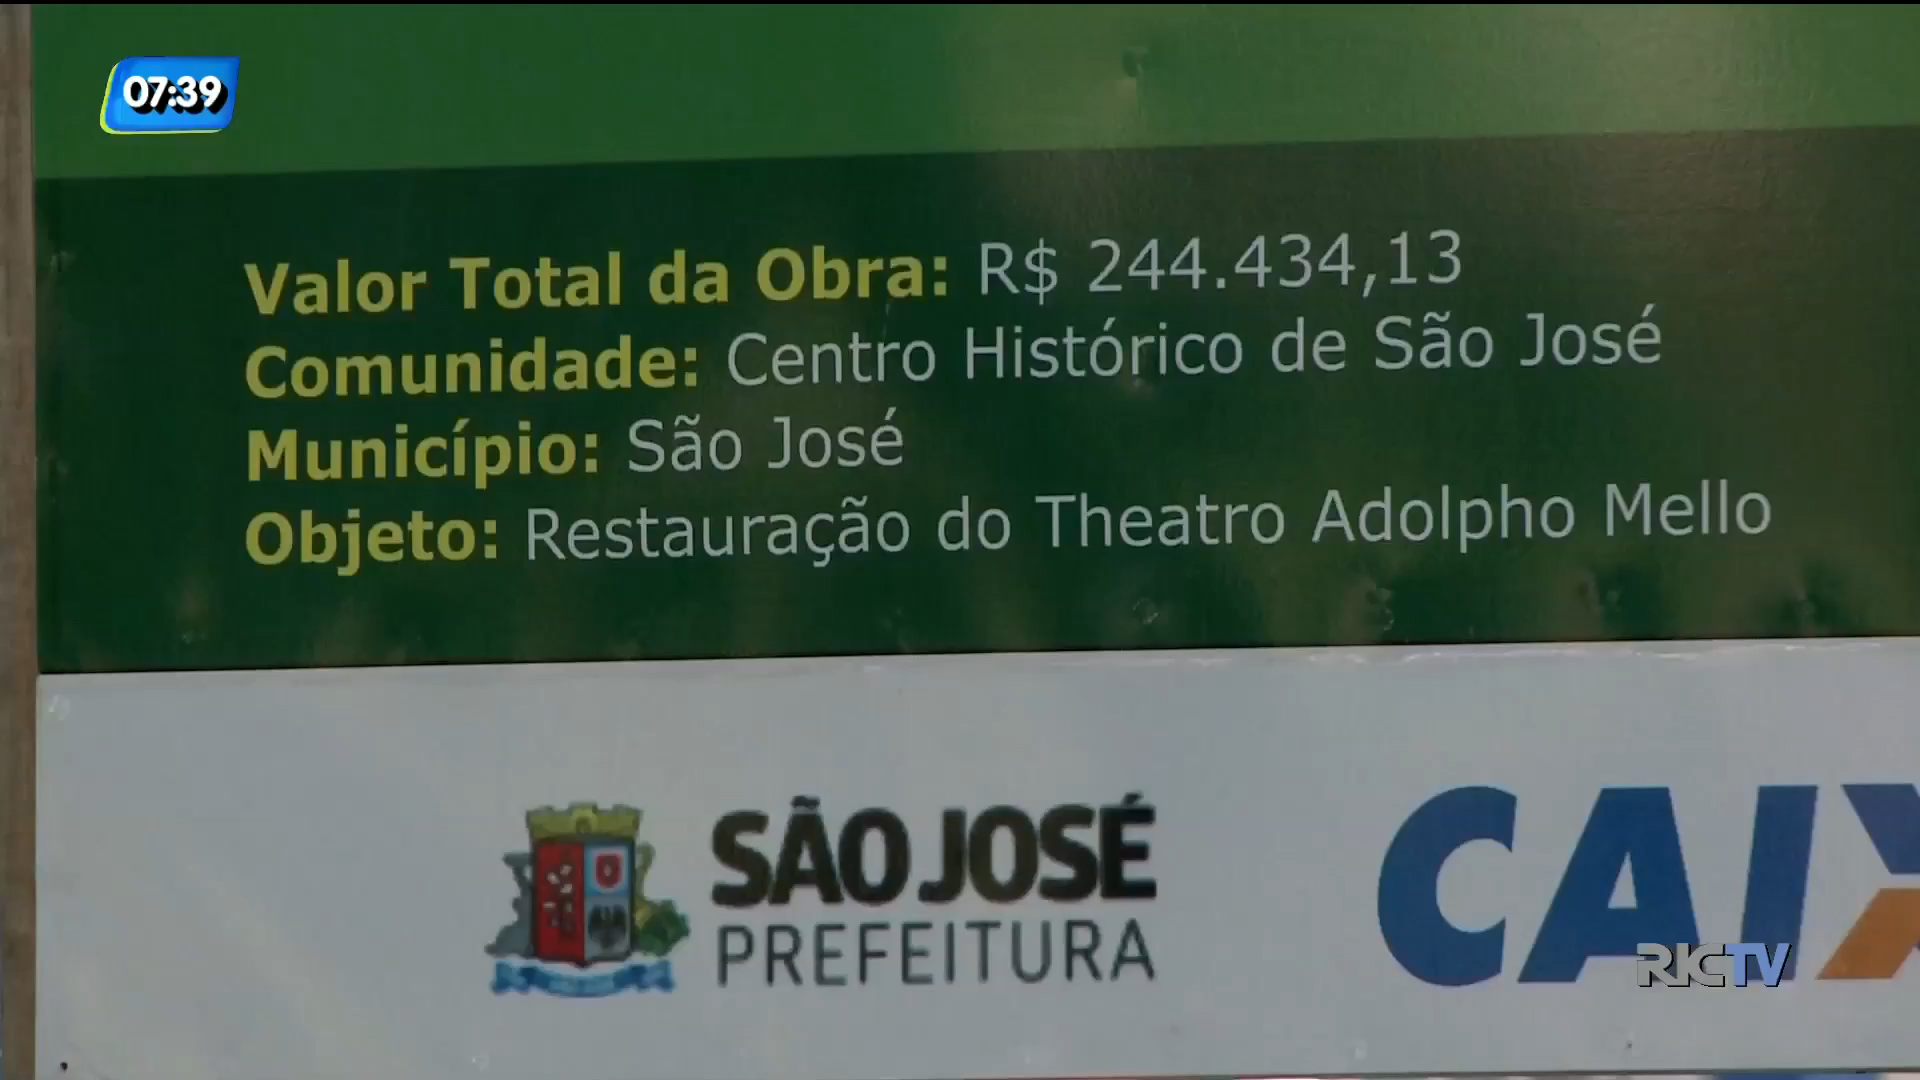 07:39
Valor Total da Obra: R$ 244.434,13
Comunidade: Centro Histórico de São José
Município: São José
Objeto: Restauração do Theatro Adolpho Mello
SÃO JOSÉ
PREFEITURA
CAIX
RICTV